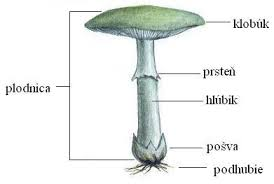 klobúk
prsteň
plodnica
hlúbik
pošva
podhubie